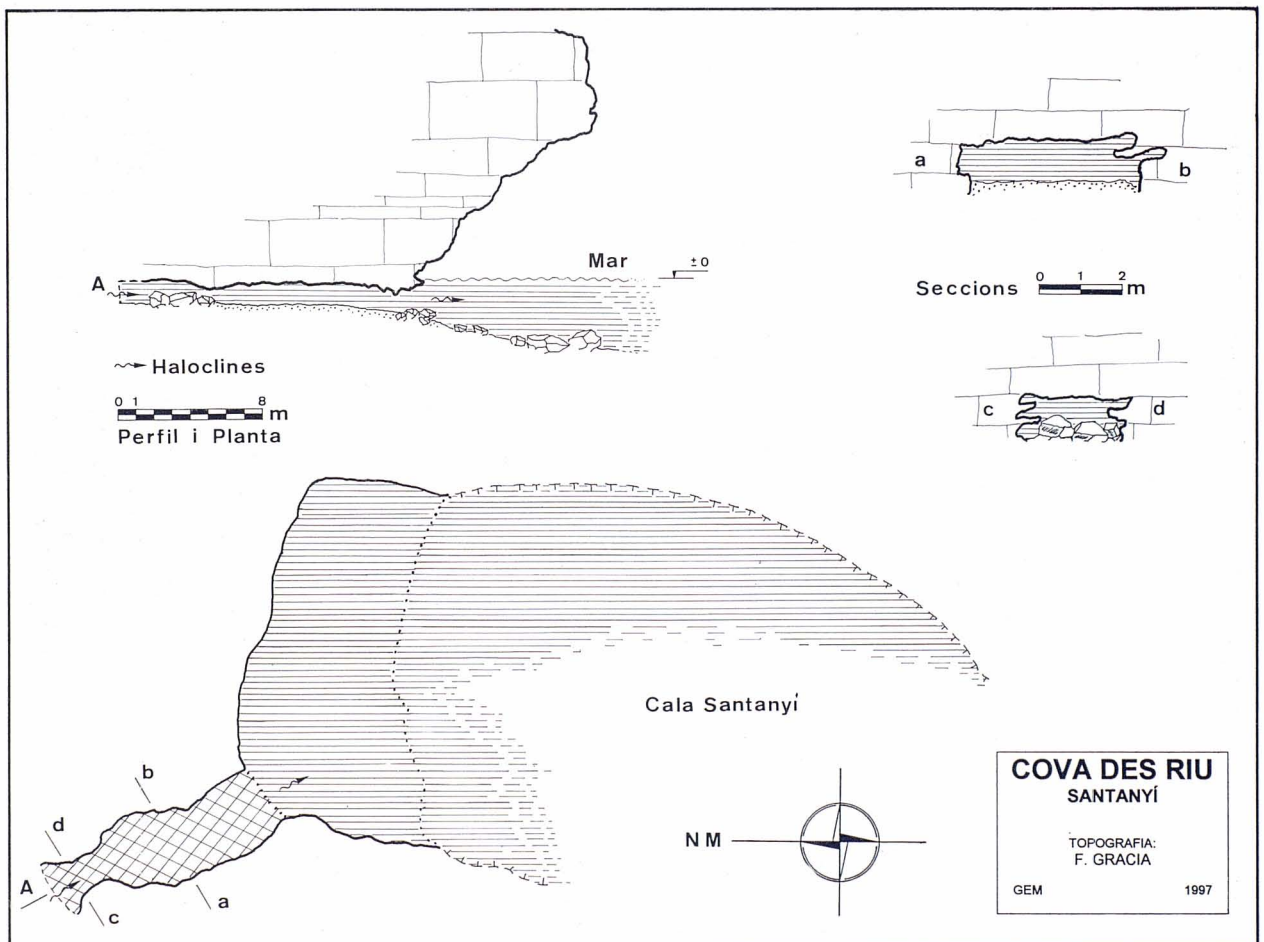 A
Mar
±0
Haloclines
0 1 8 m
Perfil i Planta
a b
Seccions 0 1 2 m
c d
Cala Santanyí
b
d
A
c
a
N M
COVA DES RIU
SANTANYÍ
TOPOGRAFIA:
F. GRACIA
GEM 1997